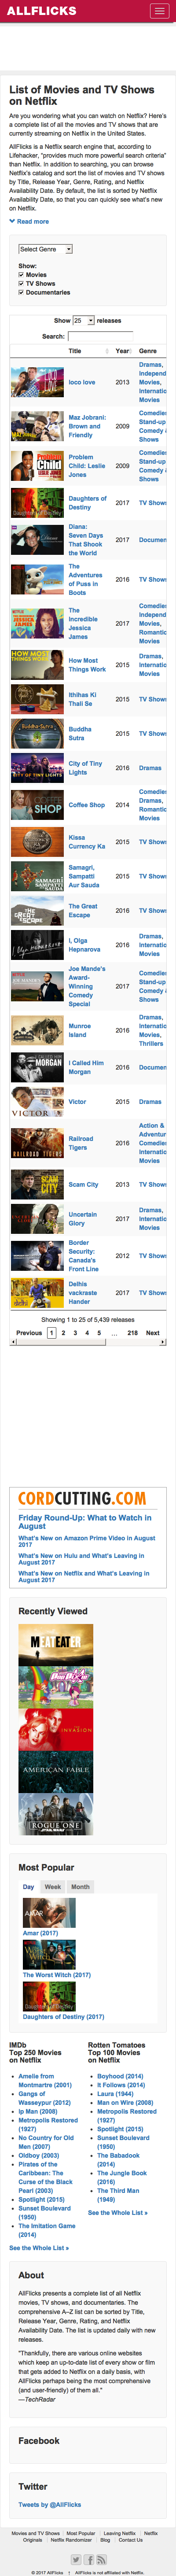 ALLFLICKS
List of Movies and TV Shows
on Netflix
Are you wondering what you can watch on Netflix? Here's
a complete list of all the movies and TV shows that are
currently streaming on Netflix in the United States.
AllFlicks is a Netflix search engine that, according to
Lifehacker, "provides much more powerful search criteria"
than Netflix. In addition to searching, you can browse
Netflix's catalog and sort the list of movies and TV shows
by Title, Release Year, Genre, Rating, and Netflix
Availability Date. By default, the list is sorted by Netflix
Availability Date, so that you can quickly see what's new
on Netflix.
Read more
Select Genre
Show:
Movies
TV Shows
Documentaries
Show 25 releases
Search:
Title Year Genre
loco love 2013 Dramas,
Independ
Movies,
Internatic
Movies
Maz Jobrani:
Brown and
Friendly 2009 Comedies
Stand-up
Comedy &
Shows
Problem
Child: Leslie
Jones 2009 Comedies
Stand-up
Comedy &
Shows
Daughters of
Destiny 2017 TV Shows
Diana:
Seven Days
That Shook
the World 2017 Documen
The
Adventures
of Puss in
Boots 2016 TV Shows
The
Incredible
Jessica
James 2017 Comedies
Independ
Movies,
Romantic
Movies
How Most
Things Work 2015 Dramas,
Internatic
Movies
Ithihas Ki
Thali Se 2015 TV Shows
Buddha
Sutra 2015 TV Shows
City of Tiny
Lights 2016 Dramas
Coffee Shop 2014 Comedies
Dramas,
Romantic
Movies
Kissa
Currency Ka 2015 TV Shows
Samagri,
Sampatti
Aur Sauda 2015 TV Shows
The Great
Escape 2016 TV Shows
I, Olga
Hepnarova 2016 Dramas,
Internatic
Movies
Joe Mande's
Award-
Winning
Comedy
Special 2017 Comedies
Stand-up
Comedy &
Shows
Munroe
Island 2016 Dramas,
Internatic
Movies,
Thrillers
I Called Him
Morgan 2016 Documen
Victor 2015 Dramas
Railroad
Tigers 2016 Action &
Adventur
Comedies
Internatic
Movies
Scam City 2013 TV Shows
Uncertain
Glory 2017 Dramas,
Internatic
Movies
Border
Security:
Canada's
Front Line 2012 TV Shows
Delhis
vackraste
Hander 2017 TV Shows
Showing 1 to 25 of 5,439 releases
Previous 1 2 3 4 5 … 218 Next
CORDCUTTING.COM
Friday Round-Up: What to Watch in
August
What's New on Amazon Prime Video in August
2017
What's New on Hulu and What's Leaving in
August 2017
What's New on Netflix and What's Leaving in
August 2017
Recently Viewed
MEATEATER
INVASION
AMERICAN FABLE
ROGUE ONE
Most Popular
Day Week Month
AMAR
Amar (2017)
The Worst Witch (2017)
Daughters of Destiny (2017)
IMDb
Top 250 Movies
on Netflix
Amelie from
Montmartre (2001)
Gangs of
Wasseypur (2012)
Ip Man (2008)
Metropolis Restored
(1927)
No Country for Old
Men (2007)
Oldboy (2003)
Pirates of the
Caribbean: The
Curse of the Black
Pearl (2003)
Spotlight (2015)
Sunset Boulevard
(1950)
The Imitation Game
(2014)
See the Whole List »
Rotten Tomatoes
Top 100 Movies
on Netflix
Boyhood (2014)
It Follows (2014)
Laura (1944)
Man on Wire (2008)
Metropolis Restored
(1927)
Spotlight (2015)
Sunset Boulevard
(1950)
The Babadook
(2014)
The Jungle Book
(2016)
The Third Man
(1949)
See the Whole List »
About
AllFlicks presents a complete list of all Netflix
movies, TV shows, and documentaries. The
comprehensive A–Z list can be sorted by Title,
Release Year, Genre, Rating, and Netflix
Availability Date. The list is updated daily with new
releases.
"Thankfully, there are various online websites
which keep an up-to-date list of every show or film
that gets added to Netflix on a daily basis, with
AllFlicks perhaps being the most comprehensive
(and user-friendly) of them all."
—TechRadar
Facebook
Twitter
Tweets by @AllFlicks
Movies and TV Shows Most Popular Leaving Netflix Netflix
Originals Netflix Randomizer Blog Contact Us
© 2017 AllFlicks ↑ AllFlicks is not affiliated with Netflix.